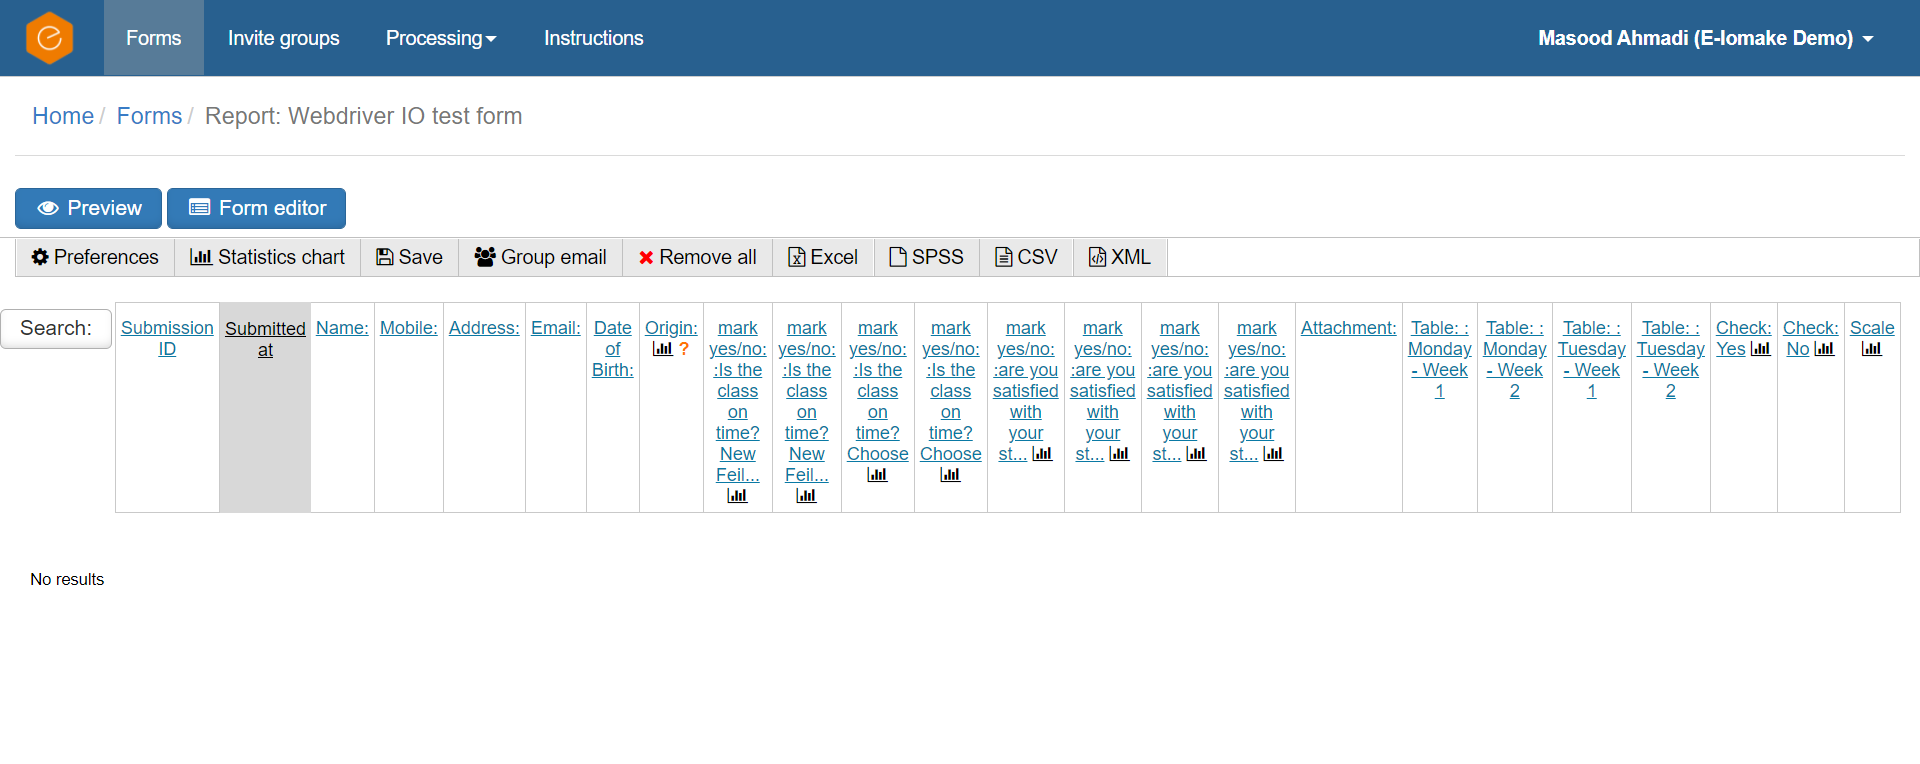 Forms Invite groups Processing Instructions Masood Ahmadi (E-lomake Demo)
Home / Forms / Report: Webdriver IO test form
Preview Form editor
Preferences Statistics chart Save Group email Remove all Excel SPSS CSV XML
Search:
Submission
ID
Submitted
at
Name:
Mobile:
Address:
Email:
Date
of
Birth:
Origin:
?
mark
yes/no:
:Is the
class
on
time?
New
Feil...
mark
yes/no:
:Is the
class
on
time?
New
Feil...
mark
yes/no:
:Is the
class
on
time?
Choose
mark
yes/no:
:Is the
class
on
time?
Choose
mark
yes/no:
:are you
satisfied
with
your
st...
mark
yes/no:
:are you
satisfied
with
your
st...
mark
yes/no:
:are you
satisfied
with
your
st...
mark
yes/no:
:are you
satisfied
with
your
st...
Attachment:
Table: :
Monday
- Week
1
Table: :
Monday
- Week
2
Table: :
Tuesday
- Week
1
Table: :
Tuesday
- Week
2
Check:
Yes
Check:
No
Scale
No results